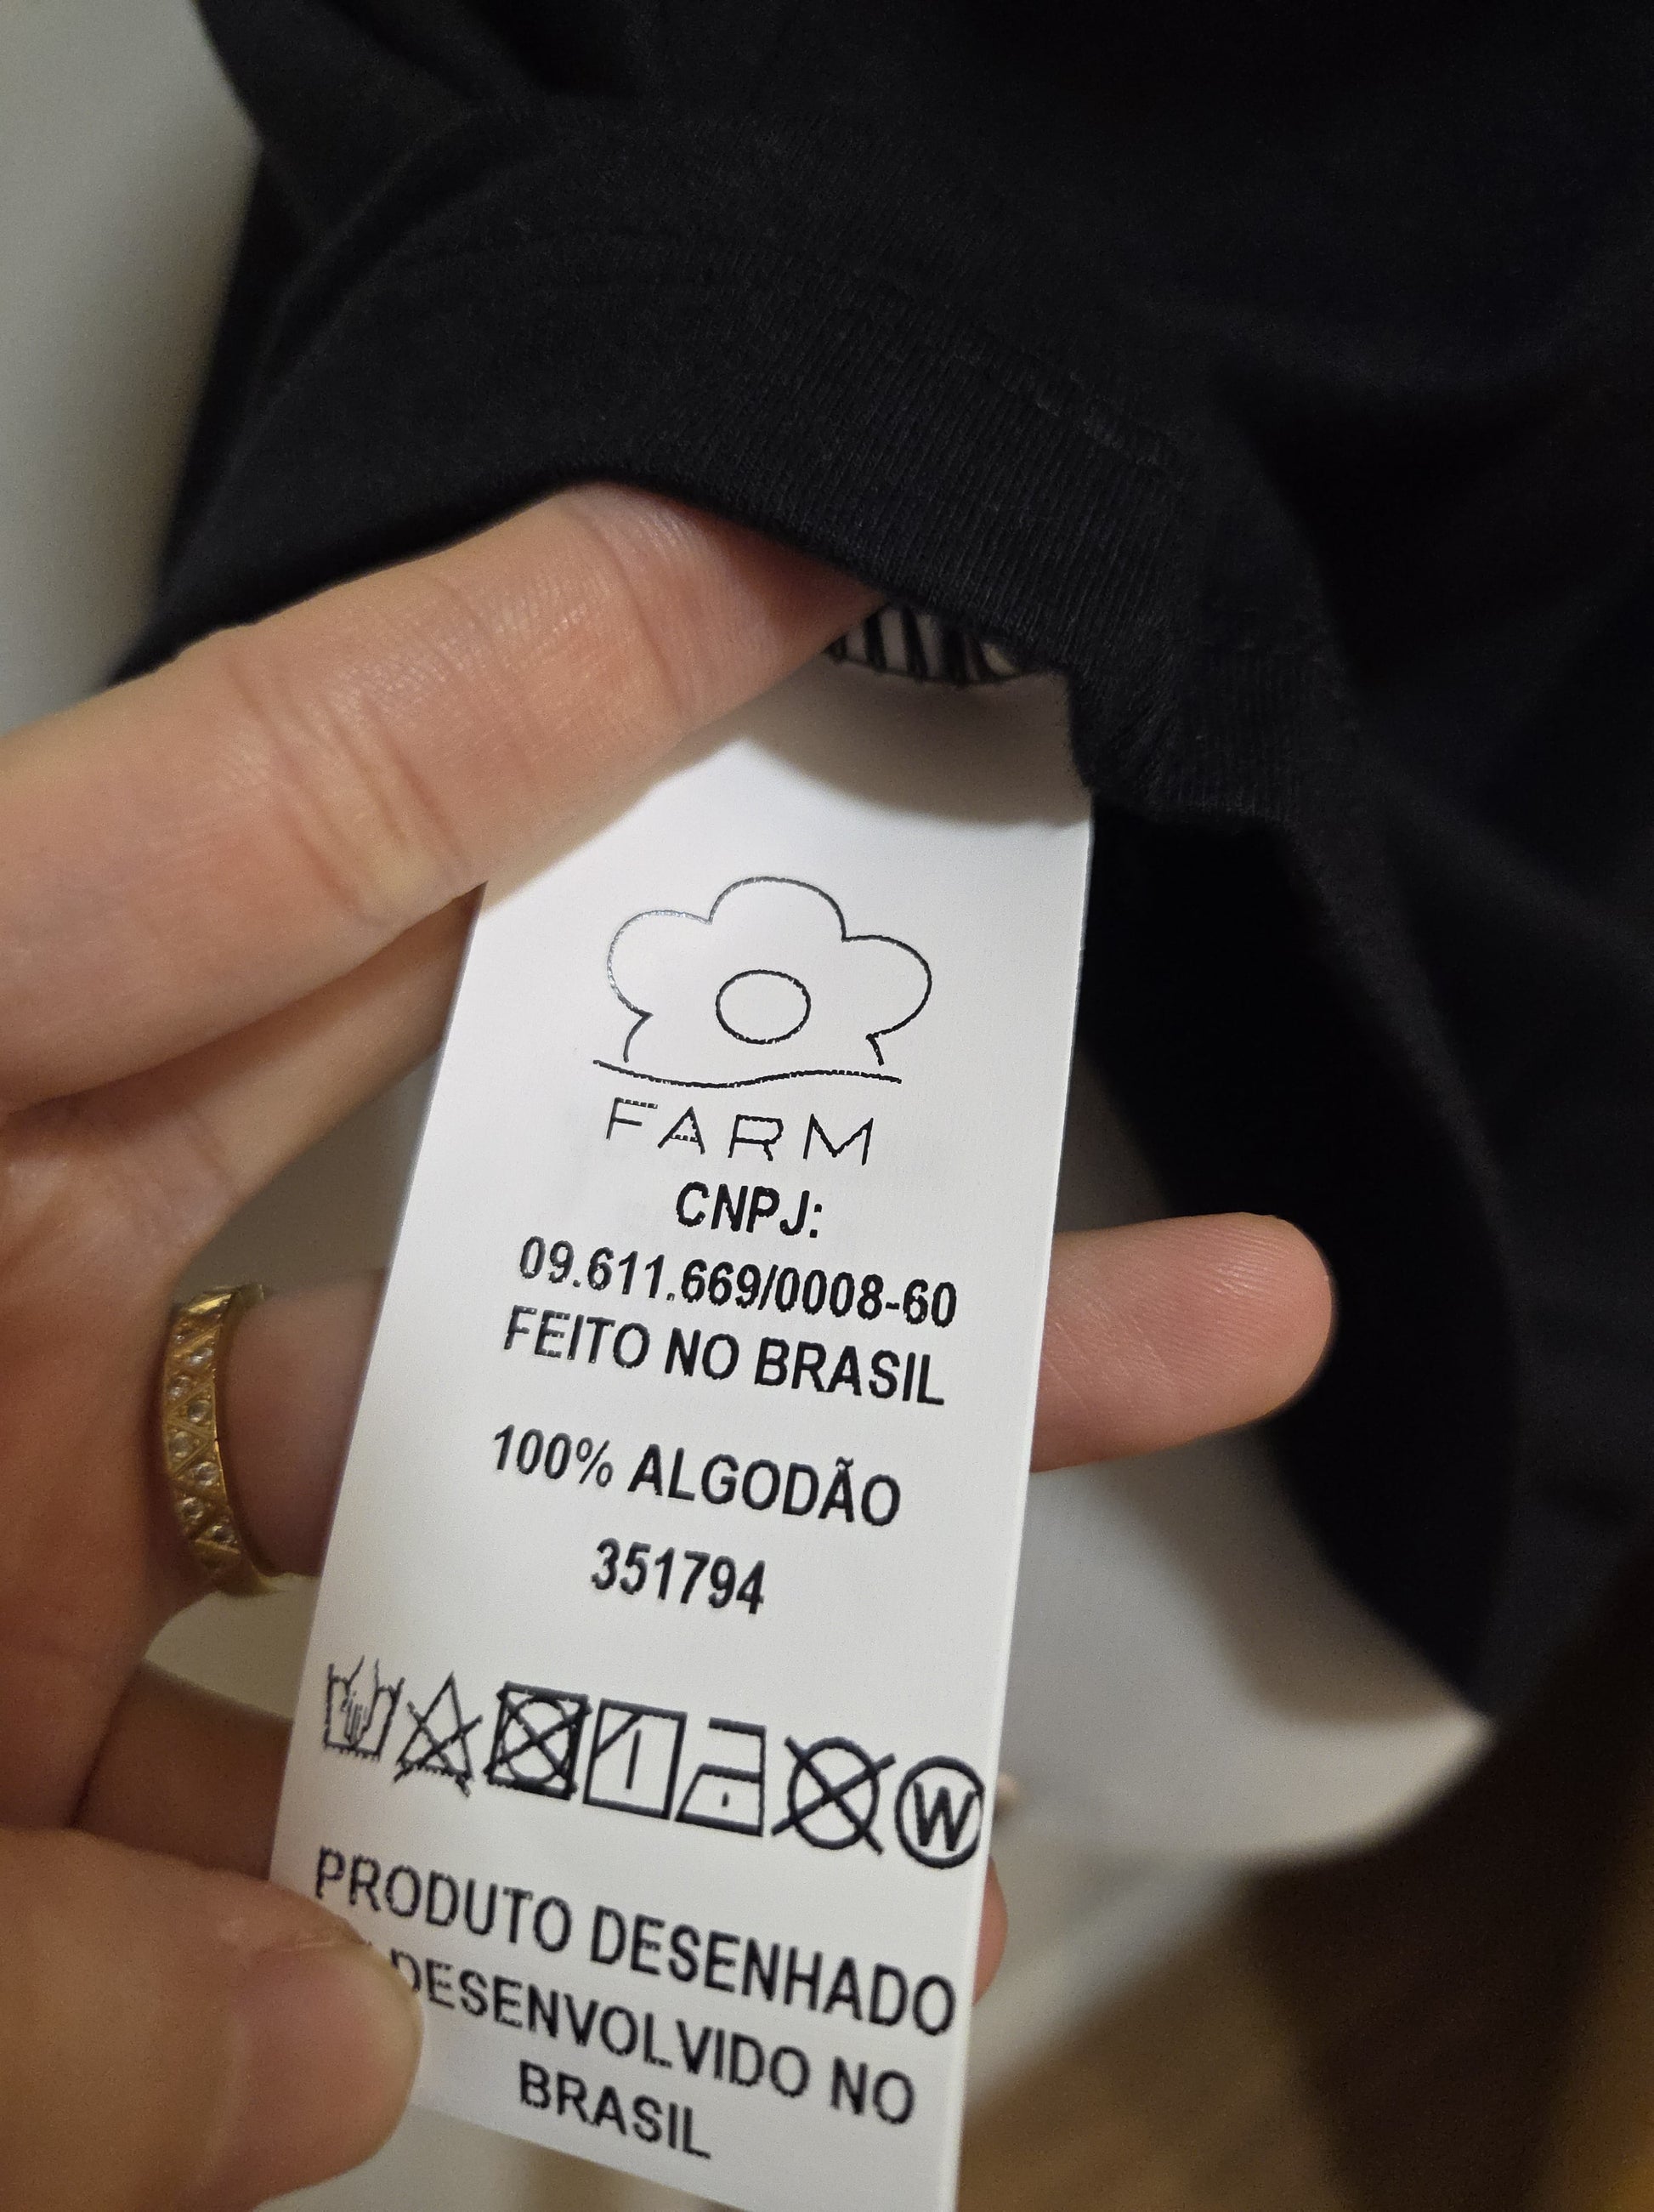 FARM
CNPJ:
09.611.669/0008-60
FEITO NO BRASIL
100% ALGODÃO
351794
W
PRODUTO DESENHADO
DESENVOLVIDO NO
BRASIL